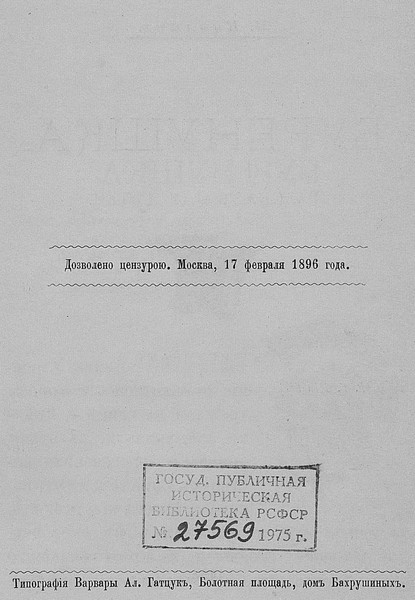 Дозволено цензурою. Москва, 17 февраля 1896 года.
ГОСУД. ПУБЛИЧНАЯ
ИСТОРИЧЕСКАЯ
БИБЛИОТЕКА РСФСР
№ 27569 1975 г.
Типографія Варвары Ал. Гатцукъ, Болотная площадь, домъ Бахрушиныхъ.